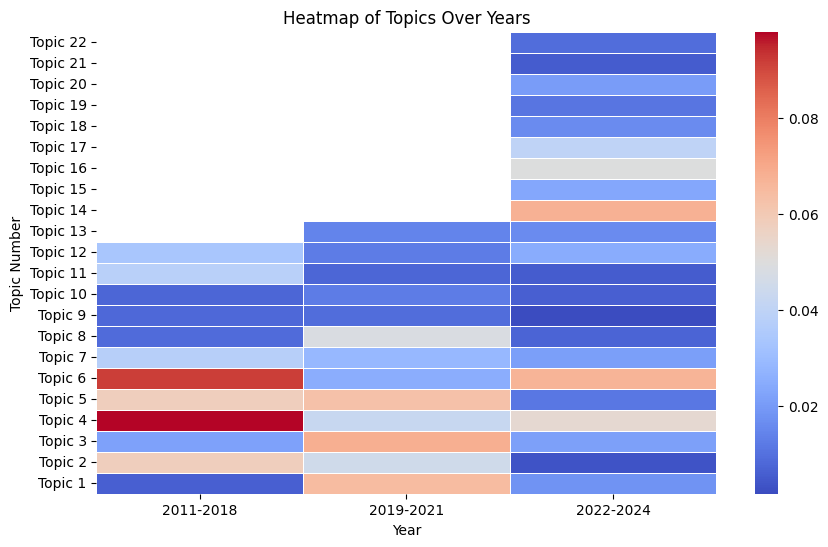 Heatmap of Topics Over Years
Topic Number
Topic 22
Topic 21
Topic 20
Topic 19
Topic 18
Topic 17
Topic 16
Topic 15
Topic 14
Topic 13
Topic 12
Topic 11
Topic 10
Topic 9
Topic 8
Topic 7
Topic 6
Topic 5
Topic 4
Topic 3
Topic 2
Topic 1
2011-2018
2019-2021
2022-2024
Year
0.08
0.06
0.04
0.02